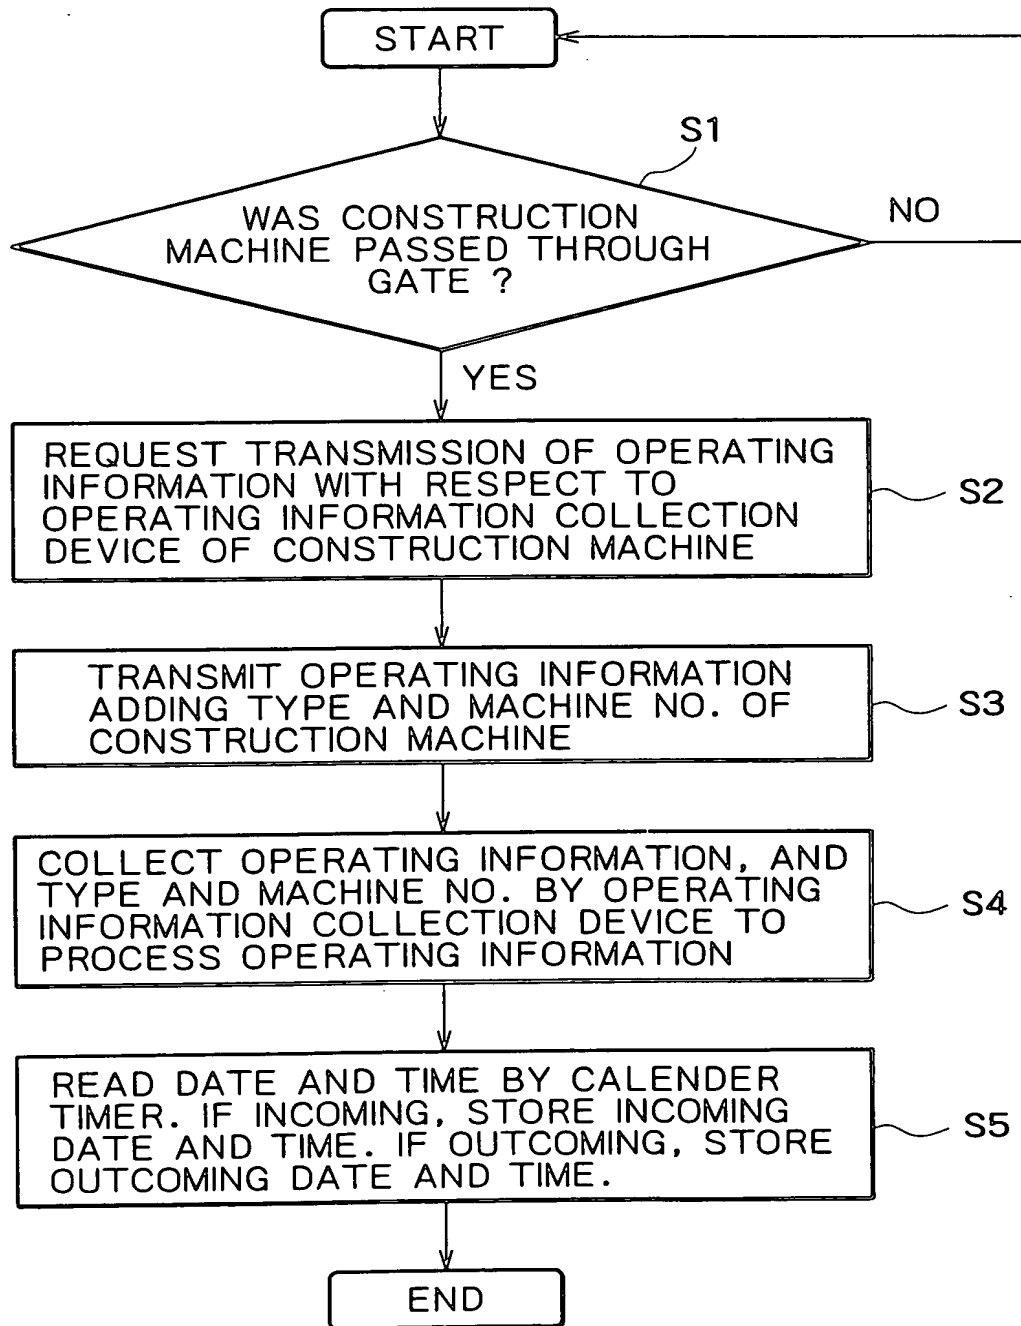 START
S1
WAS CONSTRUCTION
MACHINE PASSED THROUGH
GATE ?
NO
YES
REQUEST TRANSMISSION OF OPERATING
INFORMATION WITH RESPECT TO
OPERATING INFORMATION COLLECTION
DEVICE OF CONSTRUCTION MACHINE
S2
TRANSMIT OPERATING INFORMATION
ADDING TYPE AND MACHINE NO. OF
CONSTRUCTION MACHINE
S3
COLLECT OPERATING INFORMATION, AND
TYPE AND MACHINE NO. BY OPERATING
INFORMATION COLLECTION DEVICE TO
PROCESS OPERATING INFORMATION
S4
READ DATE AND TIME BY CALENDER
TIMER. IF INCOMING, STORE INCOMING
DATE AND TIME. IF OUTCOMING, STORE
OUTCOMING DATE AND TIME.
S5
END